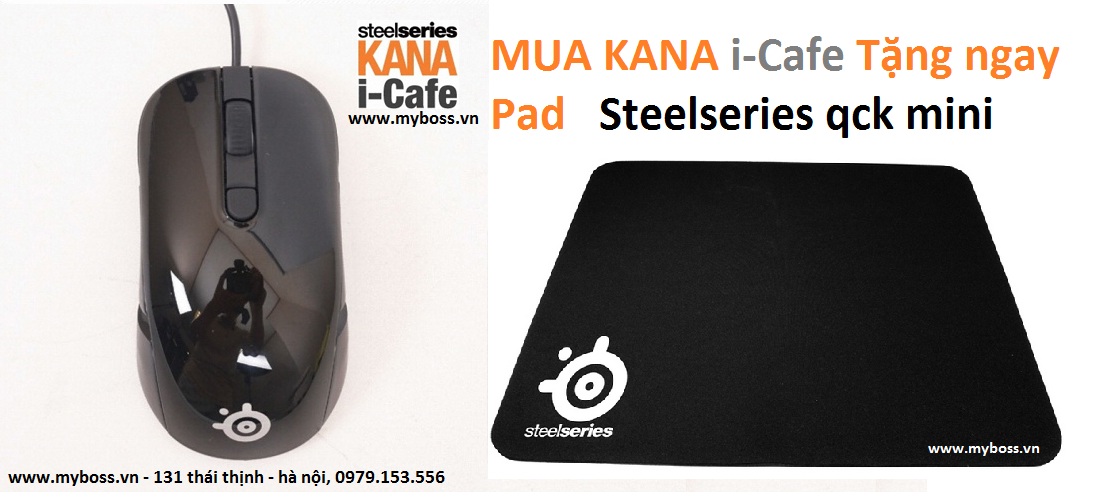 steelseries
KANA
i-Cafe
www.myboss.vn
MUA KANA i-Cafe Tặng ngay
Pad Steelseries qck mini
steelseries
www.myboss.vn
www.myboss.vn - 131 thái thịnh - hà nội, 0979.153.556